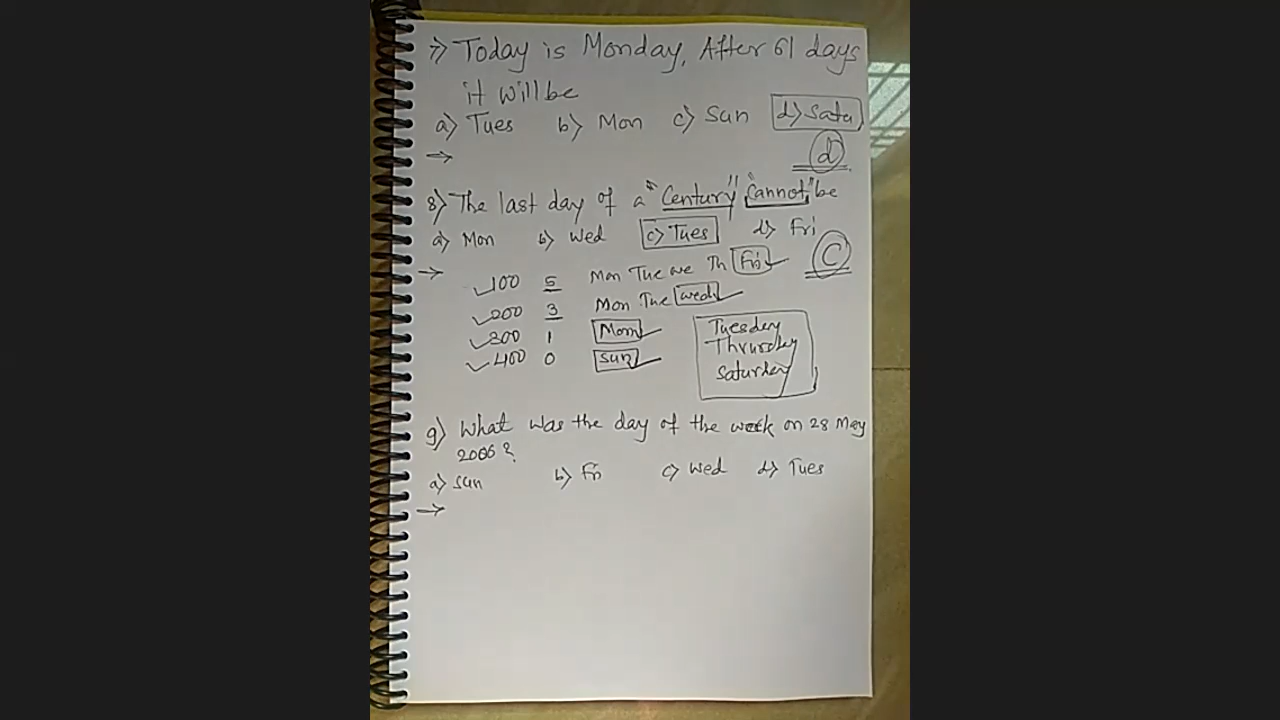 7) Today is Monday, After 61 days
it will be
a) Tues b) Mon c) Sun d) Satu
→ d
8) The last day of a "Century" "Cannot" be
a) Mon b) Wed c) Tues d) Fri
→ C
100 5 Mon Tue We Th Fri
200 3 Mon Tue Wed
300 1 Mon
400 0 Sun
Tuesday
Thrursday
Saturday
9) What was the day of the week on 28 May
2006?
a) Sun b) Fri c) Wed d) Tues
→